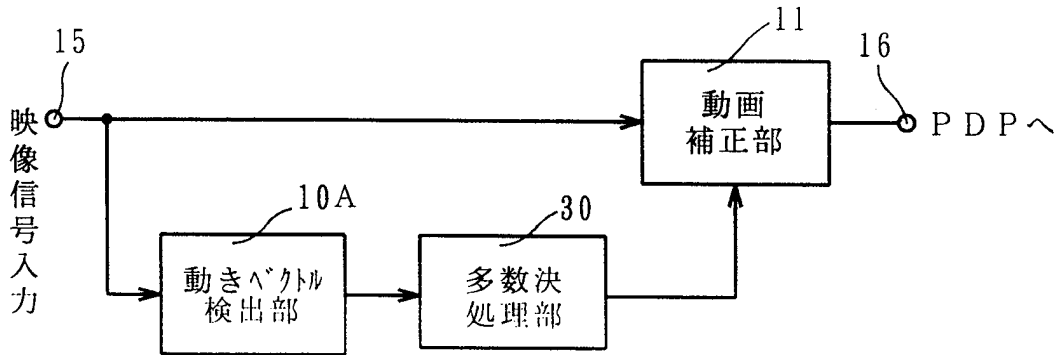 15
映像信号入力
11
動画
補正部
16
PDPへ
10A
動きベクトル
検出部
30
多数決
処理部